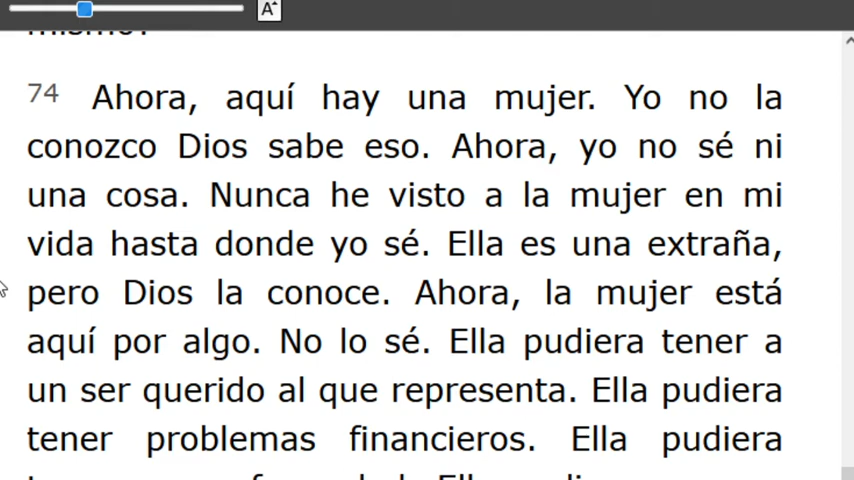 A
74 Ahora, aquí hay una mujer. Yo no la
conozco Dios sabe eso. Ahora, yo no sé ni
una cosa. Nunca he visto a la mujer en mi
vida hasta donde yo sé. Ella es una extraña,
pero Dios la conoce. Ahora, la mujer está
aquí por algo. No lo sé. Ella pudiera tener a
un ser querido al que representa. Ella pudiera
tener problemas financieros. Ella pudiera